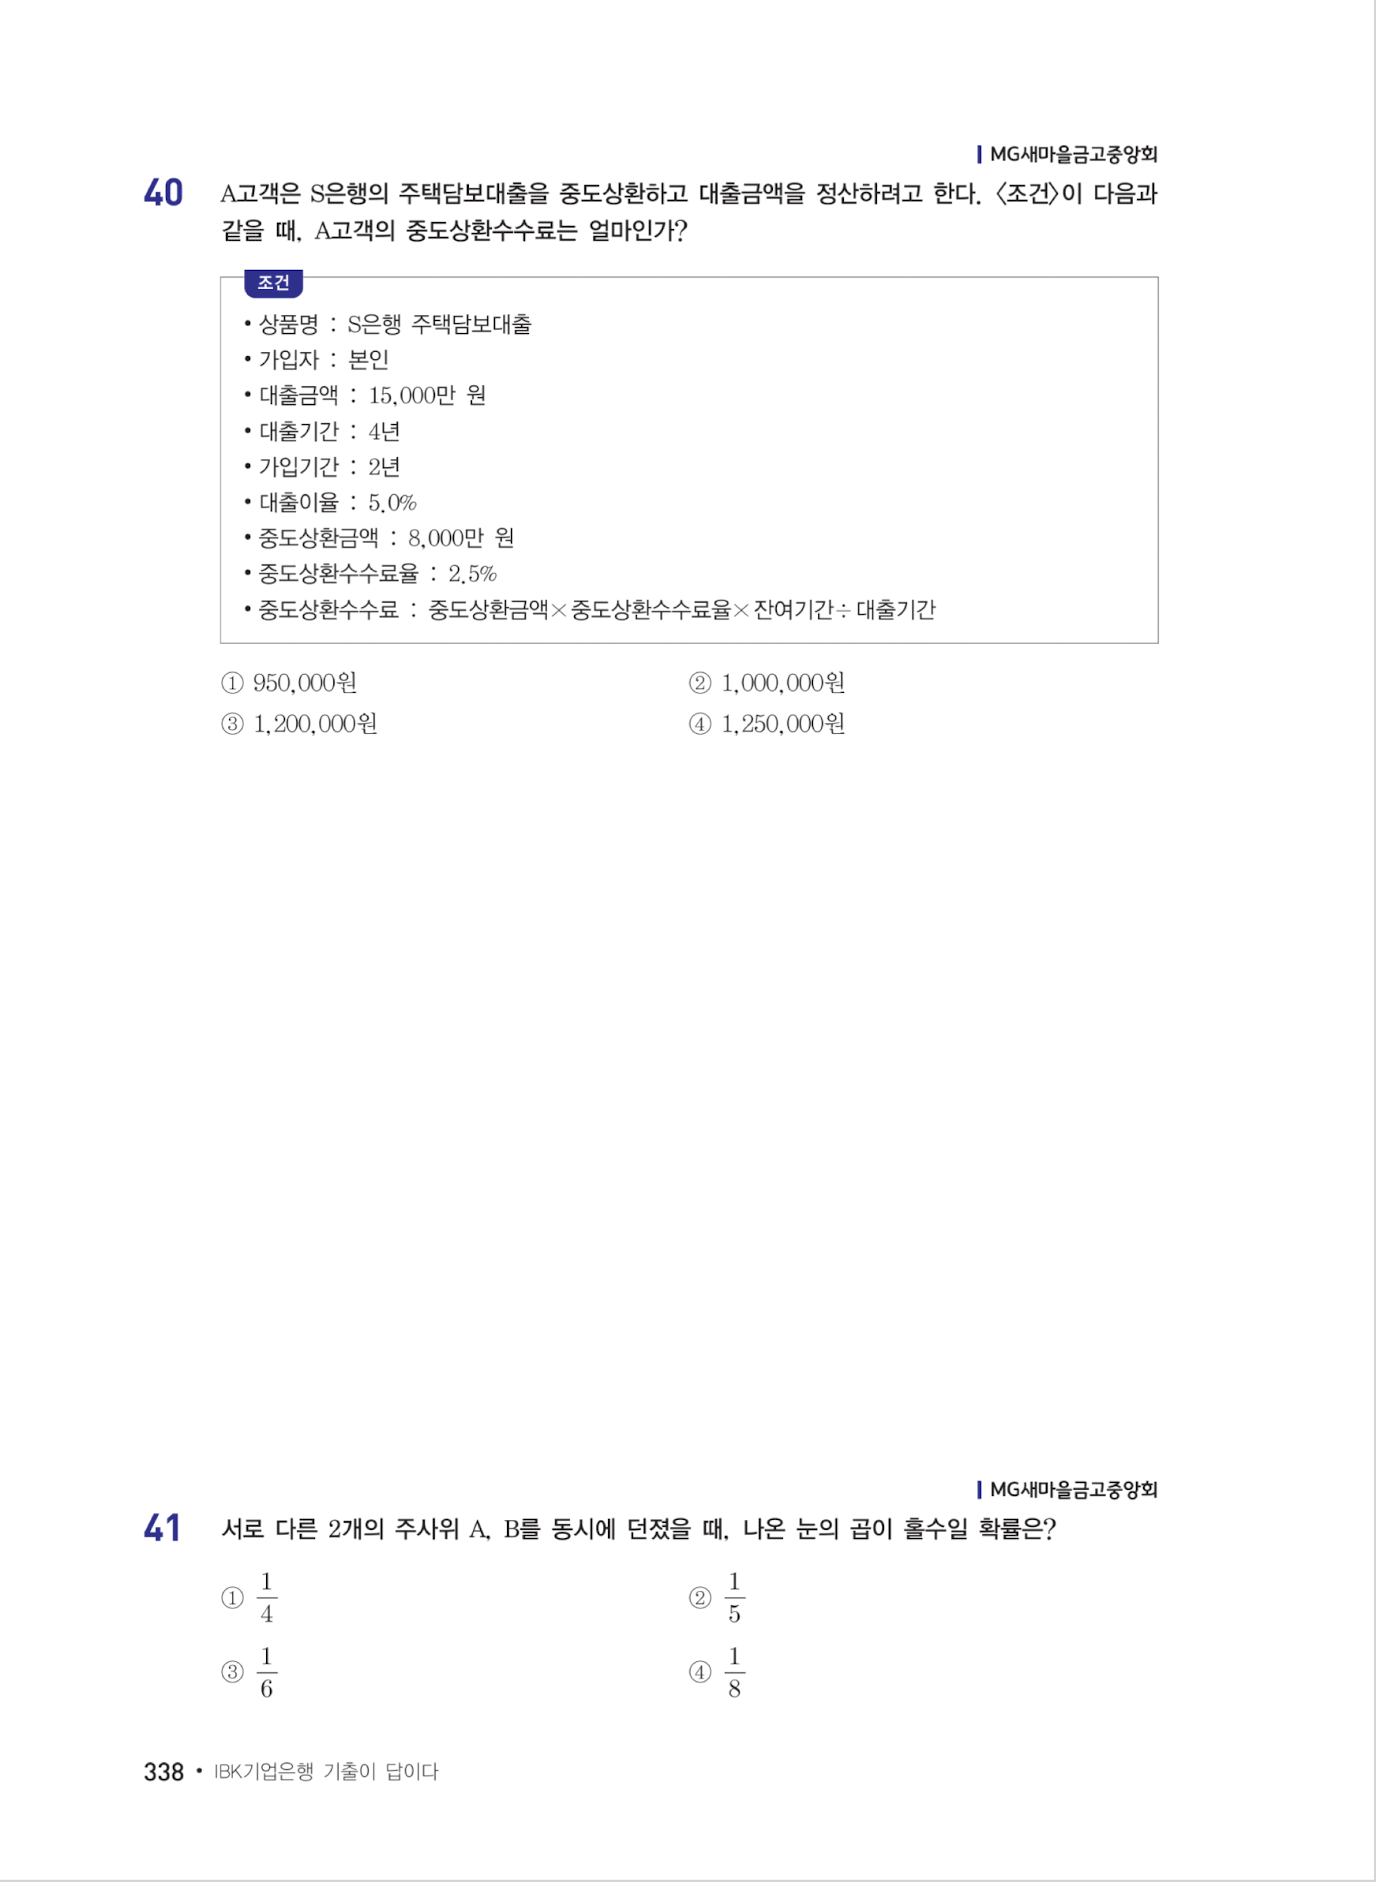 MG새마을금고중앙회
40 A고객은 S은행의 주택담보대출을 중도상환하고 대출금액을 정산하려고 한다. 〈조건〉이 다음과
같을 때, A고객의 중도상환수수료는 얼마인가?
조건
• 상품명 : S은행 주택담보대출
• 가입자 : 본인
• 대출금액 : 15,000만 원
• 대출기간 : 4년
• 가입기간 : 2년
• 대출이율 : 5.0%
• 중도상환금액 : 8,000만 원
• 중도상환수수료율 : 2.5%
• 중도상환수수료 : 중도상환금액×중도상환수수료율×잔여기간÷대출기간
① 950,000원 ② 1,000,000원
③ 1,200,000원 ④ 1,250,000원
MG새마을금고중앙회
41 서로 다른 2개의 주사위 A, B를 동시에 던졌을 때, 나온 눈의 곱이 홀수일 확률은?
① 1/4 ② 1/5
③ 1/6 ④ 1/8
338 • IBK기업은행 기출이 답이다